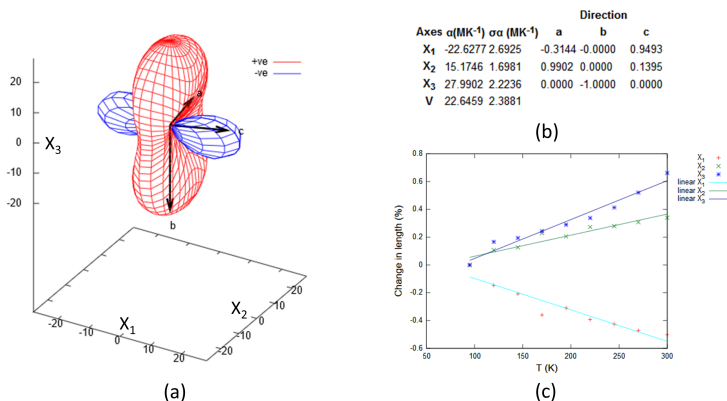 +ve
-ve
a
c
b
20
10
0
-10
-20
X3
-20
-10
0
10
20
X1
-20
-10
0
10
20
X2
(a)
Direction
Axes α(MK⁻¹) σα (MK⁻¹) a b c
X1 -22.6277 2.6925 -0.3144 -0.0000 0.9493
X2 15.1746 1.6981 0.9902 0.0000 0.1395
X3 27.9902 2.2236 0.0000 -1.0000 0.0000
V 22.6459 2.3881
(b)
X1
X2
X3
linear X1
linear X2
linear X3
Change in length (%)
0.8
0.6
0.4
0.2
0
-0.2
-0.4
-0.6
50 100 150 200 250 300
T (K)
(c)